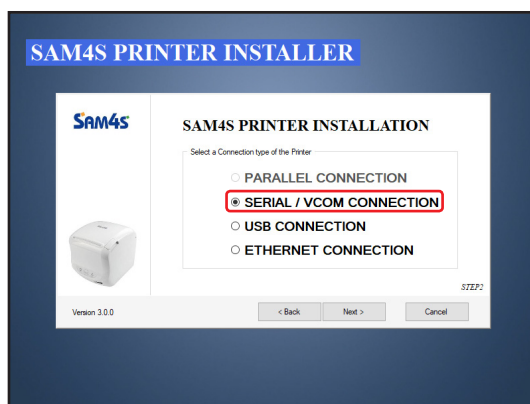 SAM4S PRINTER INSTALLER
SAM4S
SAM4S PRINTER INSTALLATION
Select a Connection type of the Printer
PARALLEL CONNECTION
SERIAL / VCOM CONNECTION
USB CONNECTION
ETHERNET CONNECTION
STEP2
Version 3.0.0
< Back
Next >
Cancel